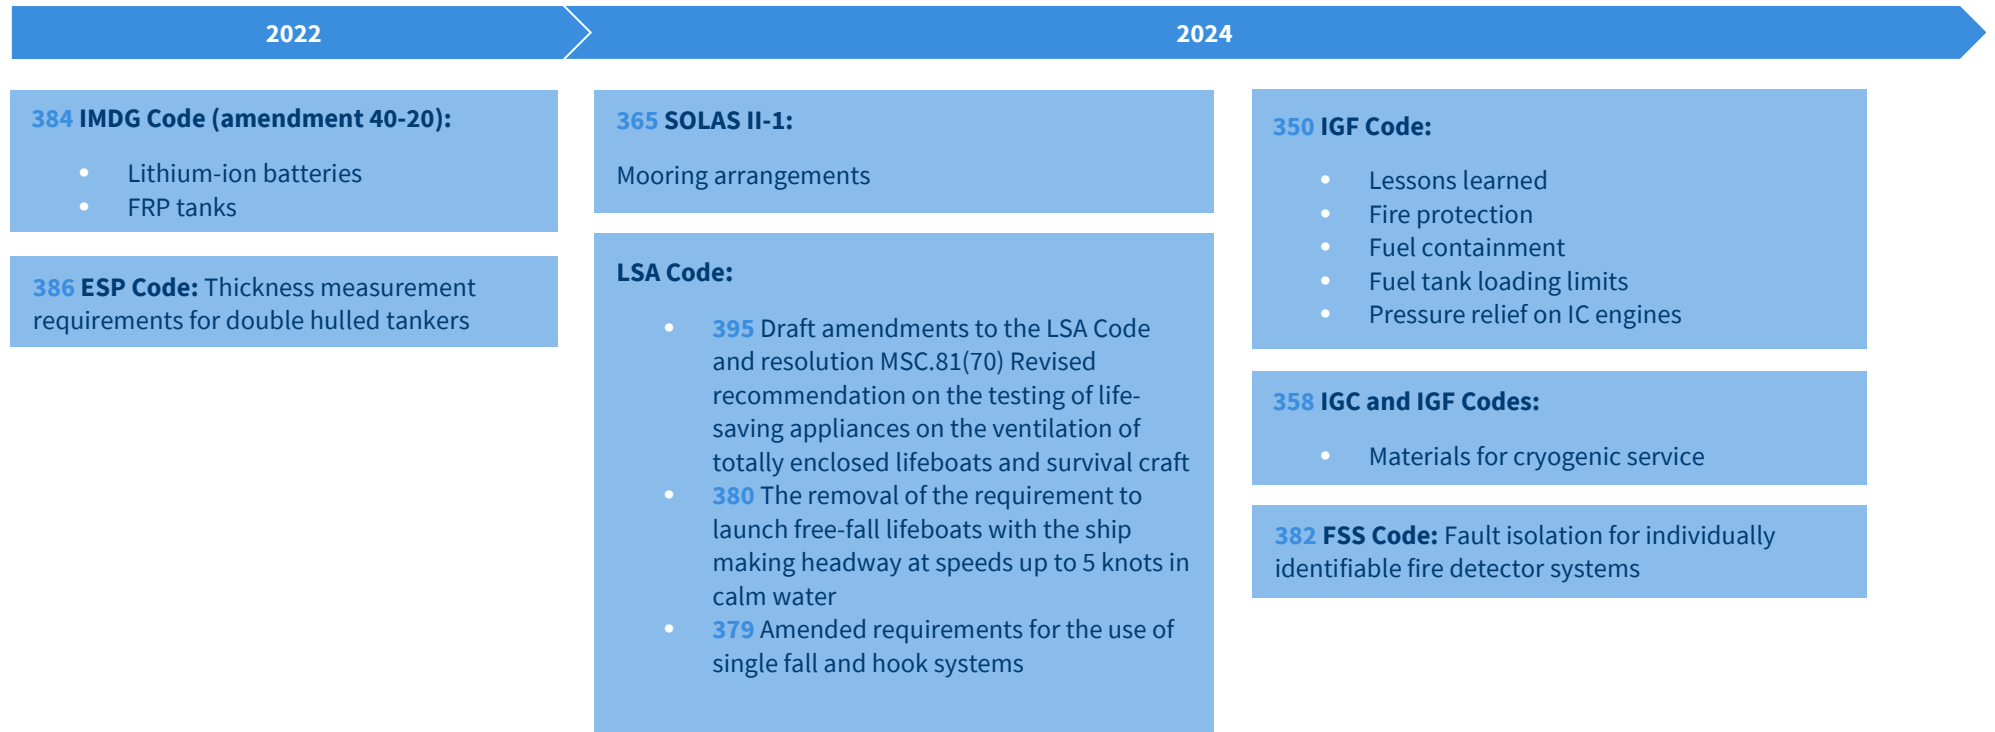 2022
2024
384 IMDG Code (amendment 40-20):
• Lithium-ion batteries
• FRP tanks
386 ESP Code: Thickness measurement
requirements for double hulled tankers
365 SOLAS II-1:
Mooring arrangements
LSA Code:
• 395 Draft amendments to the LSA Code
and resolution MSC.81(70) Revised
recommendation on the testing of life-
saving appliances on the ventilation of
totally enclosed lifeboats and survival craft
• 380 The removal of the requirement to
launch free-fall lifeboats with the ship
making headway at speeds up to 5 knots in
calm water
• 379 Amended requirements for the use of
single fall and hook systems
350 IGF Code:
• Lessons learned
• Fire protection
• Fuel containment
• Fuel tank loading limits
• Pressure relief on IC engines
358 IGC and IGF Codes:
• Materials for cryogenic service
382 FSS Code: Fault isolation for individually
identifiable fire detector systems